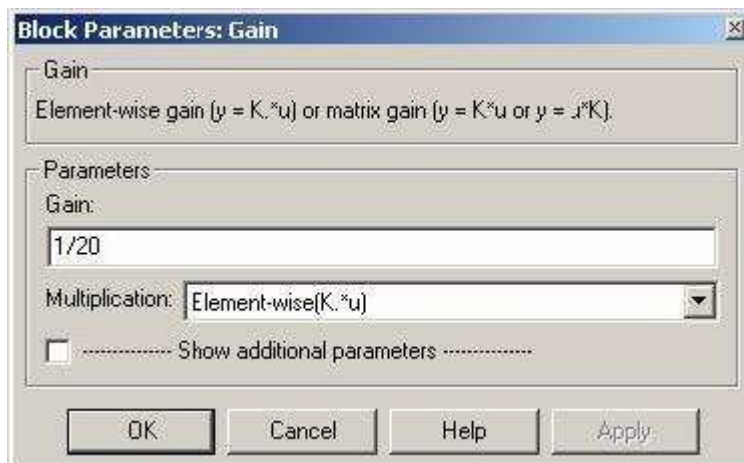 Block Parameters: Gain
Gain
Element-wise gain (y = K.*u) or matrix gain (y = K*u or y = u*K).
Parameters
Gain:
1/20
Multiplication: Element-wise(K.*u)
-------------- Show additional parameters --------------
OK Cancel Help Apply